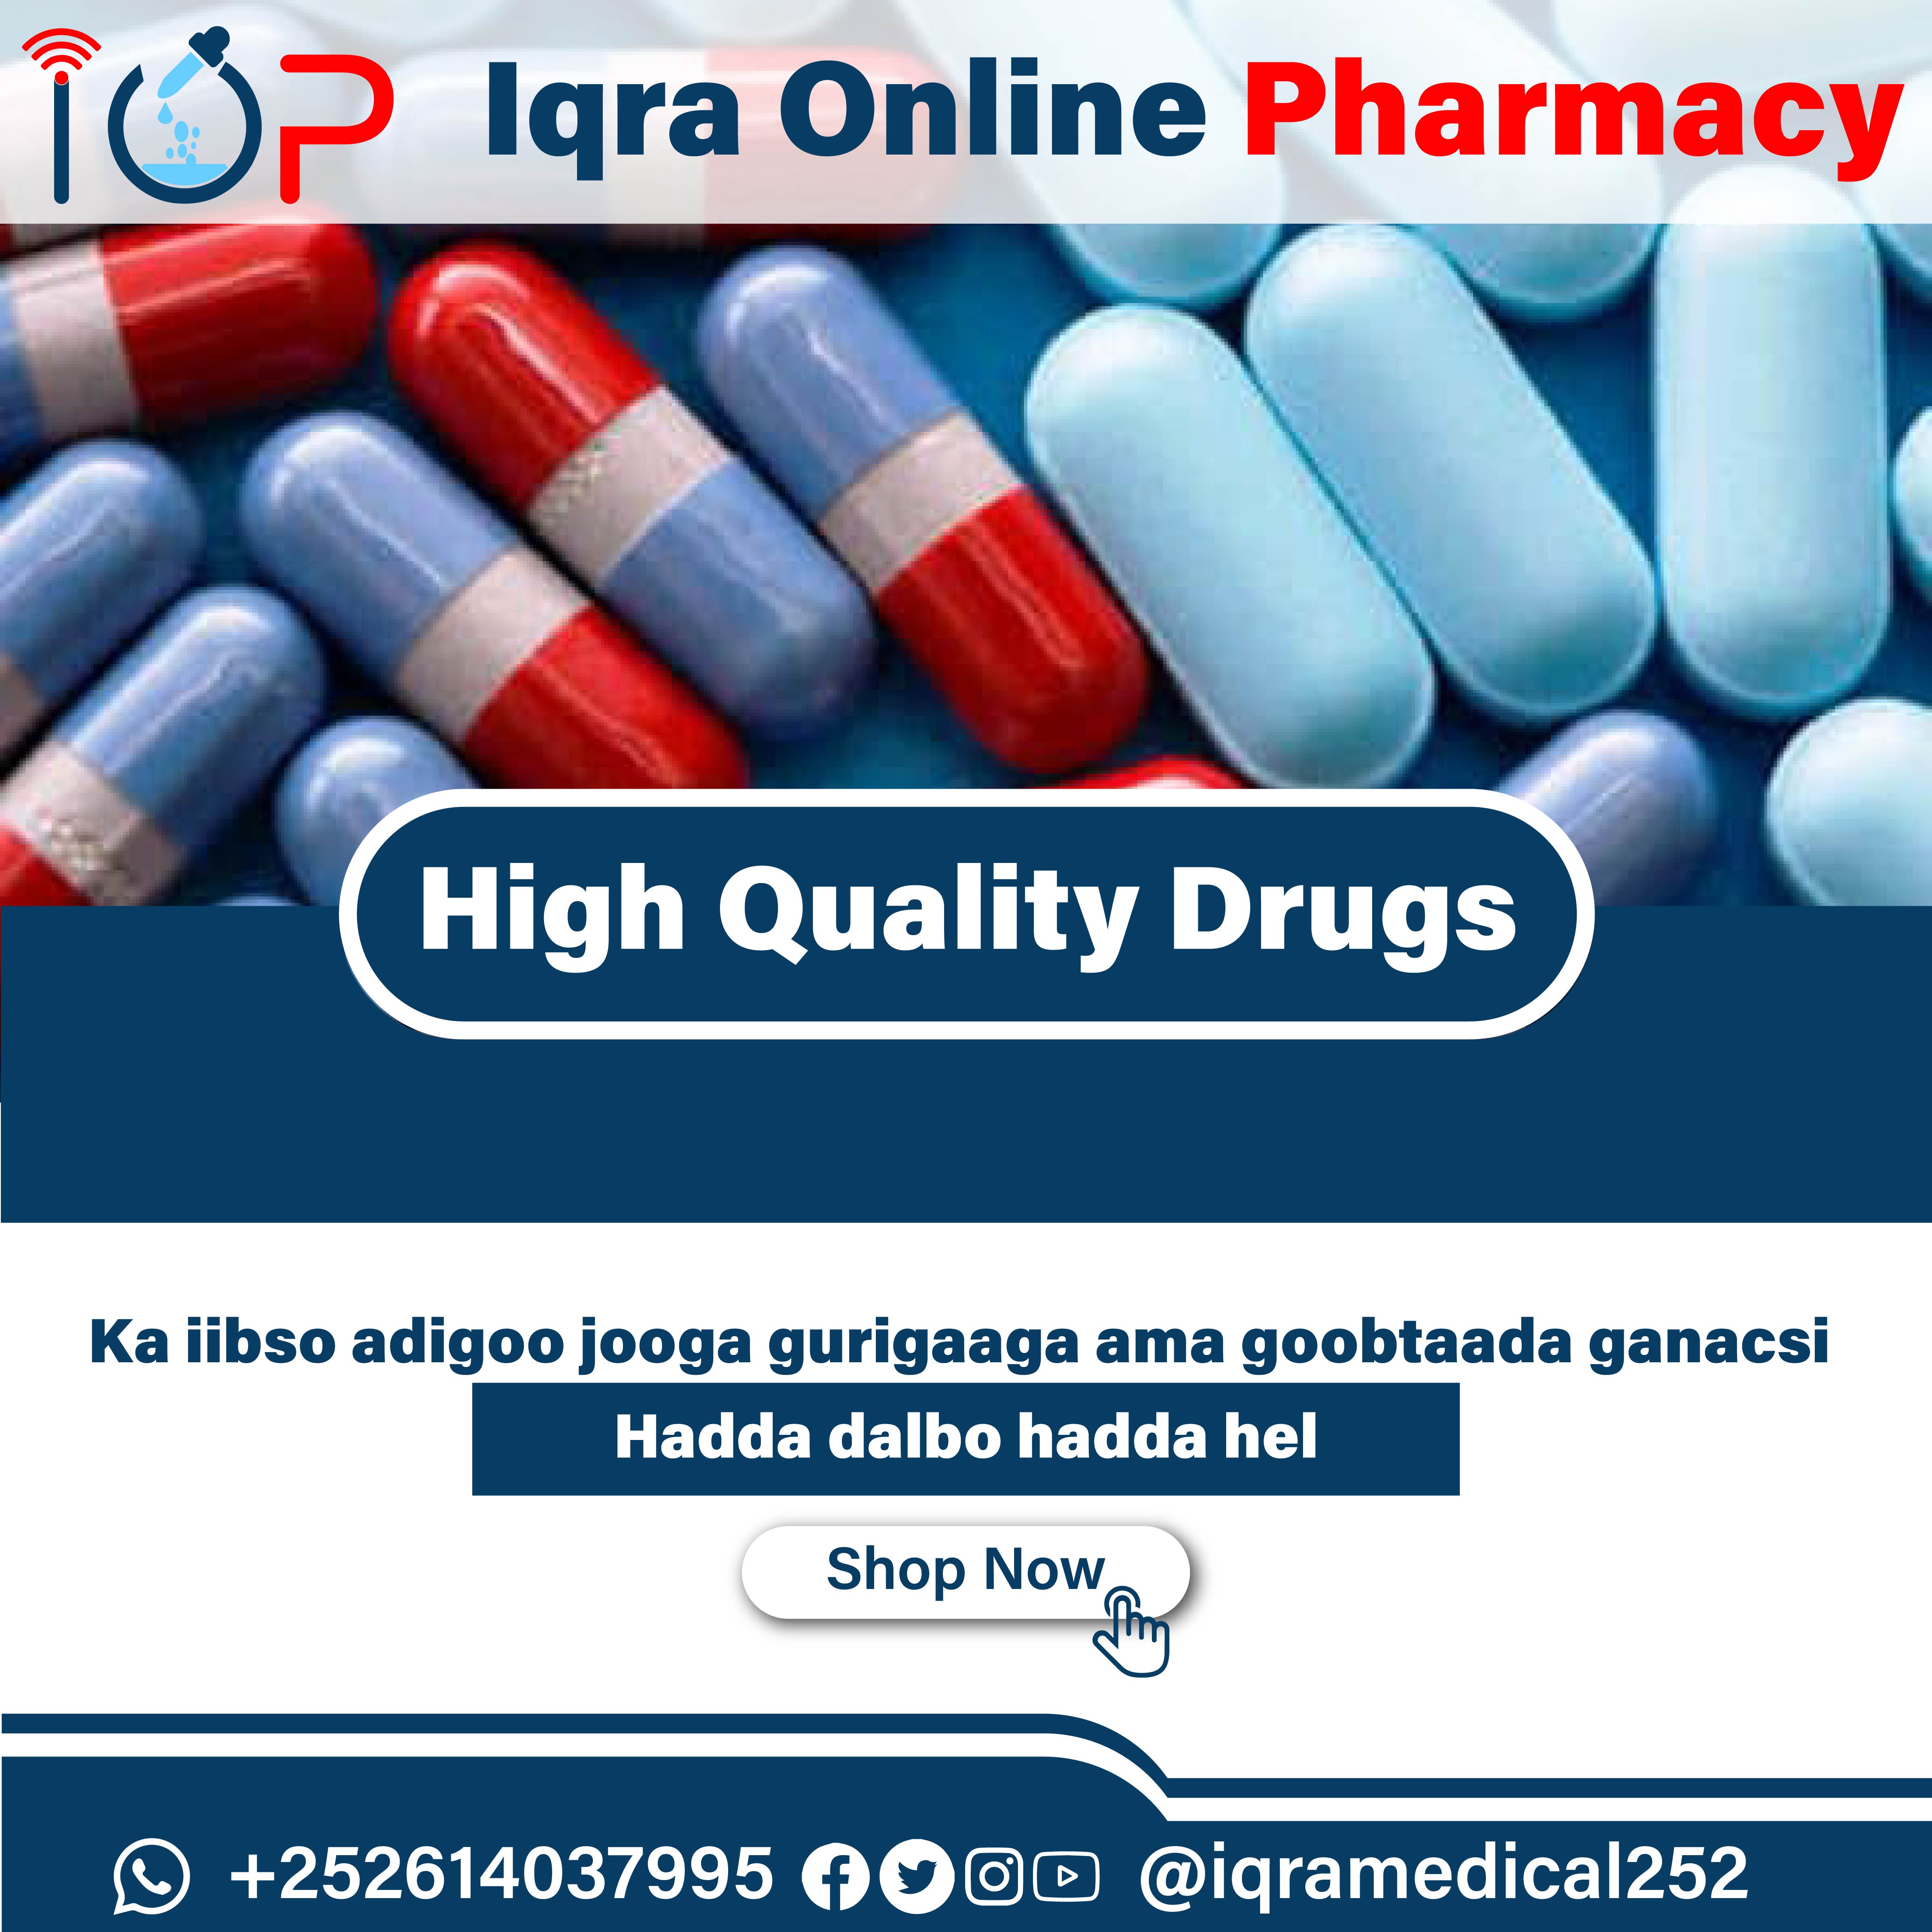 iOP Iqra Online Pharmacy
High Quality Drugs
Ka iibso adigoo jooga gurigaaga ama goobtaada ganacsi
Hadda dalbo hadda hel
Shop Now
+252614037995 @iqramedical252